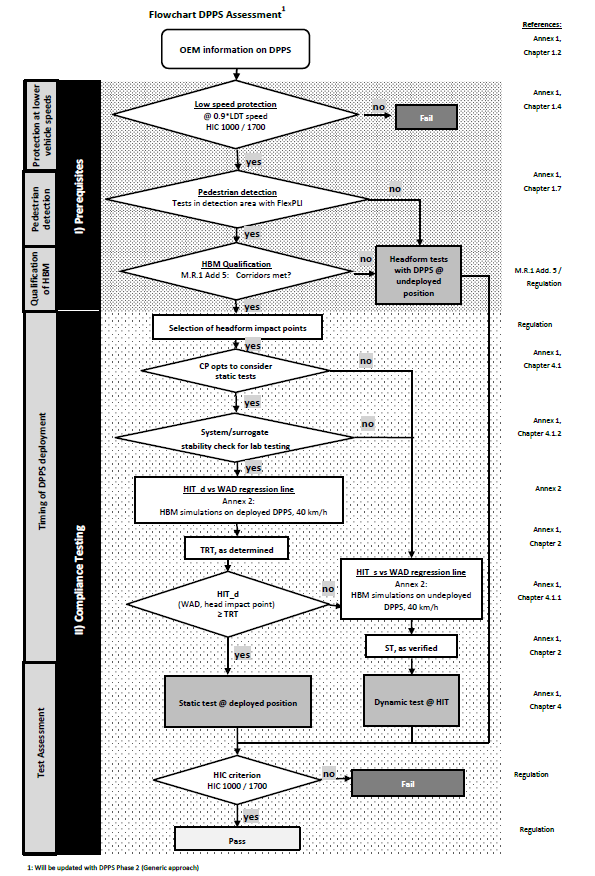 Flowchart DPPS Assessment1
References:
OEM information on DPPS
Annex 1,
Chapter 1.2
Protection at lower
vehicle speeds
Low speed protection
@ 0.9*LDT speed
HIC 1000 / 1700
no
Fail
Annex 1,
Chapter 1.4
yes
I) Prerequisites
Pedestrian
detection
Pedestrian detection
Tests in detection area with FlexPLI
no
Annex 1,
Chapter 1.7
yes
Qualification
of HBM
HBM Qualification
M.R.1 Add 5: Corridors met?
no
Headform tests
with DPPS @
undeployed
position
M.R.1 Add. 5 /
Regulation
yes
Selection of headform impact points
Regulation
yes
Timing of DPPS deployment
II) Compliance Testing
CP opts to consider
static tests
no
Annex 1,
Chapter 4.1
yes
System/surrogate
stability check for lab testing
no
Annex 1,
Chapter 4.1.2
yes
HIT_d vs WAD regression line
Annex 2:
HBM simulations on deployed DPPS, 40 km/h
Annex 2
TRT, as determined
Annex 1,
Chapter 2
HIT_d
(WAD, head impact point)
≥ TRT
no
HIT_s vs WAD regression line
Annex 2:
HBM simulations on undeployed
DPPS, 40 km/h
Annex 1,
Chapter 4.1.1
yes
ST, as verified
Annex 1,
Chapter 2
Test Assessment
Static test @ deployed position
Dynamic test @ HIT
Annex 1,
Chapter 4
HIC criterion
HIC 1000 / 1700
no
Fail
Regulation
yes
Pass
Regulation
1: Will be updated with DPPS Phase 2 (Generic approach)